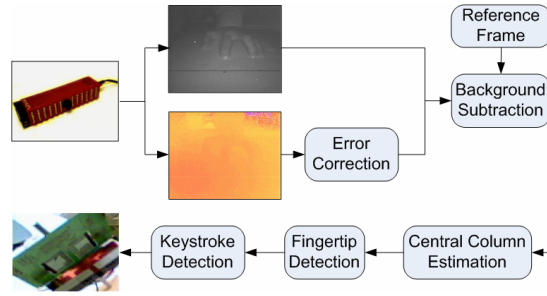 Reference
Frame
Background
Subtraction
Error
Correction
Keystroke
Detection
Fingertip
Detection
Central Column
Estimation